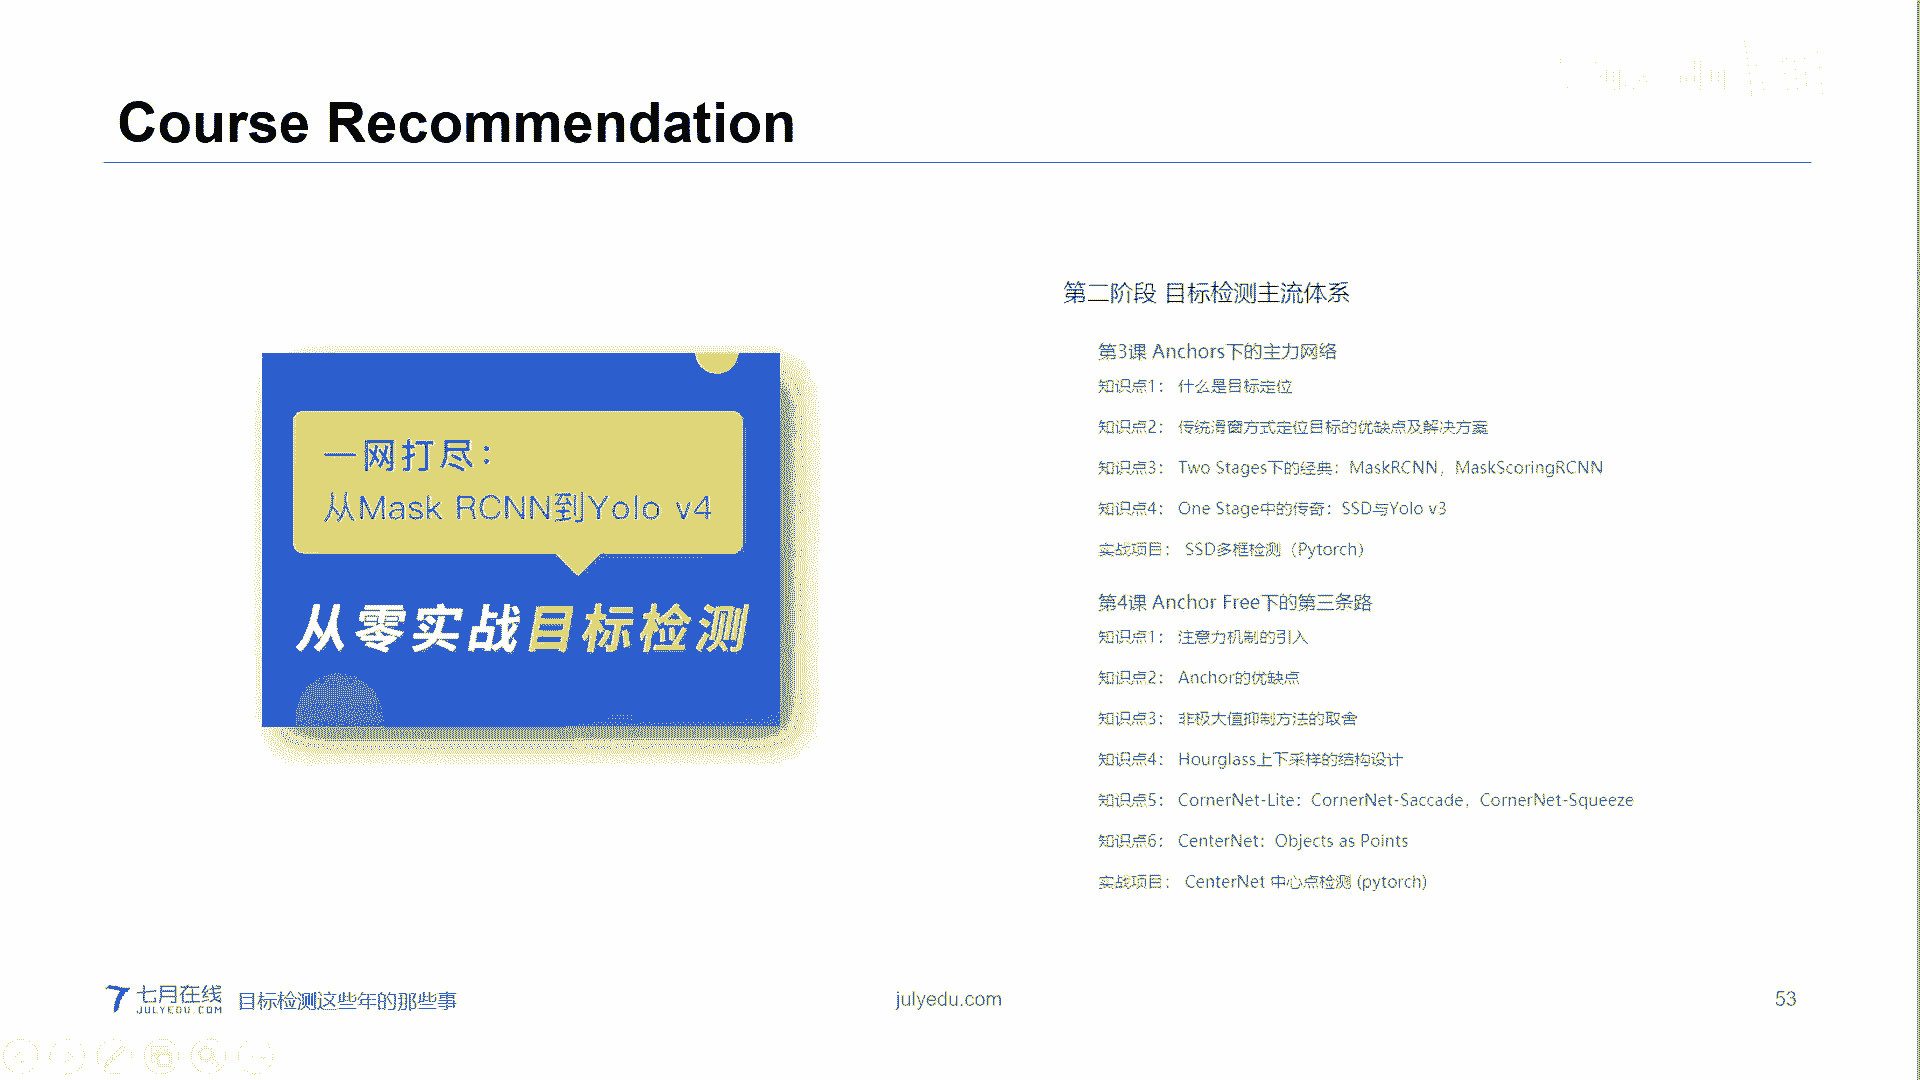 Course Recommendation
一网打尽：
从Mask RCNN到Yolo v4
从零实战目标检测
第二阶段 目标检测主流体系
第3课 Anchors下的主力网络
知识点1： 什么是目标定位
知识点2： 传统滑窗方式定位目标的优缺点及解决方案
知识点3： Two Stages下的经典：MaskRCNN，MaskScoringRCNN
知识点4： One Stage中的传奇：SSD与Yolo v3
实战项目： SSD多框检测（Pytorch）
第4课 Anchor Free下的第三条路
知识点1： 注意力机制的引入
知识点2： Anchor的优缺点
知识点3： 非极大值抑制方法的取舍
知识点4： Hourglass上下采样的结构设计
知识点5： CornerNet-Lite：CornerNet-Saccade，CornerNet-Squeeze
知识点6： CenterNet：Objects as Points
实战项目： CenterNet 中心点检测 (pytorch)
七月在线
JULYEDU.COM
目标检测这些年的那些事
julyedu.com
53